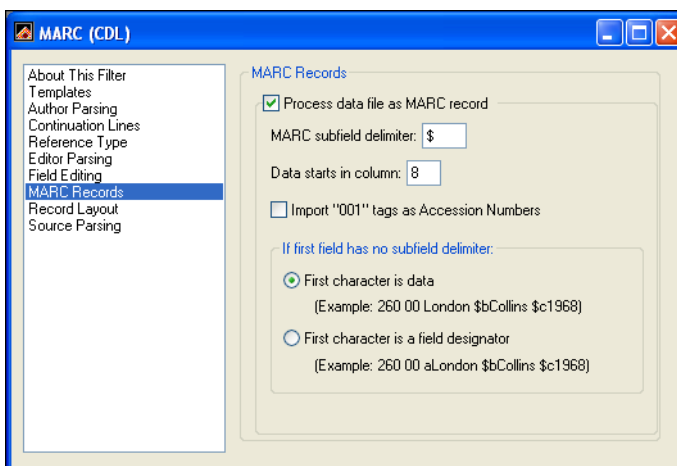 MARC (CDL)
About This Filter
Templates
Author Parsing
Continuation Lines
Reference Type
Editor Parsing
Field Editing
MARC Records
Record Layout
Source Parsing
MARC Records
Process data file as MARC record
MARC subfield delimiter: $
Data starts in column: 8
Import "001" tags as Accession Numbers
If first field has no subfield delimiter:
First character is data
(Example: 260 00 London $bCollins $c1968)
First character is a field designator
(Example: 260 00 aLondon $bCollins $c1968)